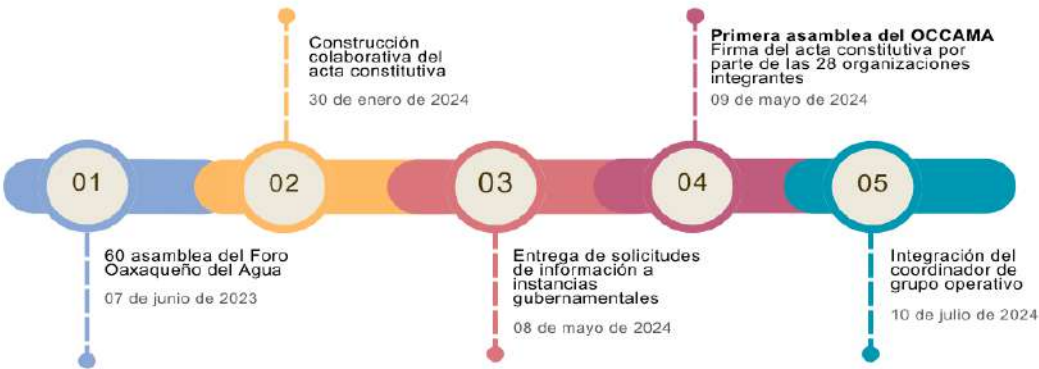 01
60 asamblea del Foro
Oaxaqueño del Agua
07 de junio de 2023
02
Construcción
colaborativa del
acta constitutiva
30 de enero de 2024
03
Entrega de solicitudes
de información a
instancias
gubernamentales
08 de mayo de 2024
04
Primera asamblea del OCCAMA
Firma del acta constitutiva por
parte de las 28 organizaciones
integrantes
09 de mayo de 2024
05
Integración del
coordinador de
grupo operativo
10 de julio de 2024